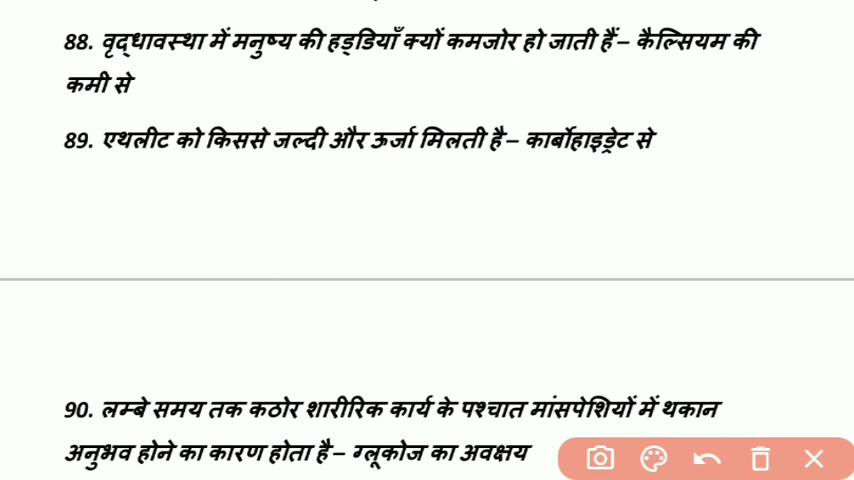 88. वृद्धावस्था में मनुष्य की हड्डियाँ क्यों कमजोर हो जाती हैं – कैल्सियम की
कमी से
89. एथलीट को किससे जल्दी और ऊर्जा मिलती है – कार्बोहाइड्रेट से
90. लम्बे समय तक कठोर शारीरिक कार्य के पश्चात मांसपेशियों में थकान
अनुभव होने का कारण होता है – ग्लूकोज का अवक्षय